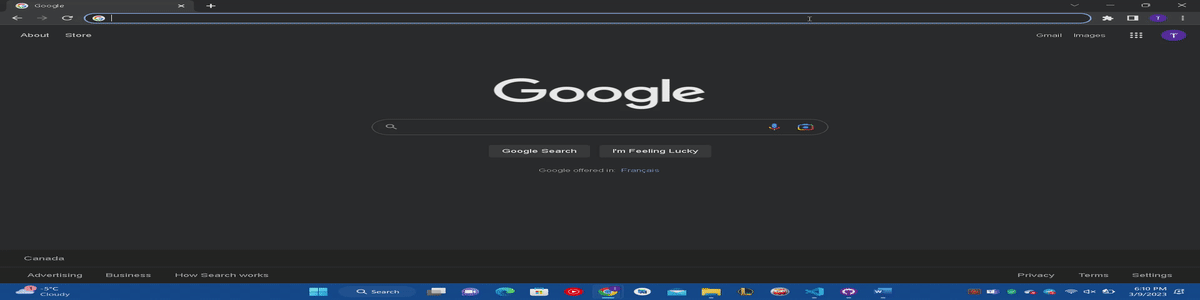 Google
T
About Store Gmail Images T
Google
Google Search I'm Feeling Lucky
Google offered in: Français
Canada
Advertising Business How Search works Privacy Terms Settings
1 -5°C
Cloudy
Search
6:10 PM
3/9/2023